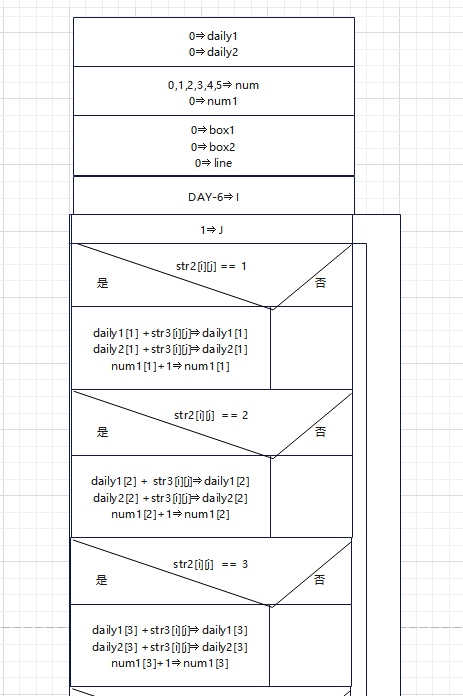 0⇒daily1
0⇒daily2
0,1,2,3,4,5⇒num
0⇒num1
0⇒box1
0⇒box2
0⇒line
DAY-6⇒I
1⇒J
str2[i][j] == 1
是 否
daily1[1] +str3[i][j]⇒daily1[1]
daily2[1] +str3[i][j]⇒daily2[1]
num1[1]+1⇒num1[1]
str2[i][j] == 2
是 否
daily1[2] + str3[i][j]⇒daily1[2]
daily2[2] +str3[i][j]⇒daily2[2]
num1[2]+1⇒num1[2]
str2[i][j] == 3
是 否
daily1[3] +str3[i][j]⇒daily1[3]
daily2[3] +str3[i][j]⇒daily2[3]
num1[3]+1⇒num1[3]